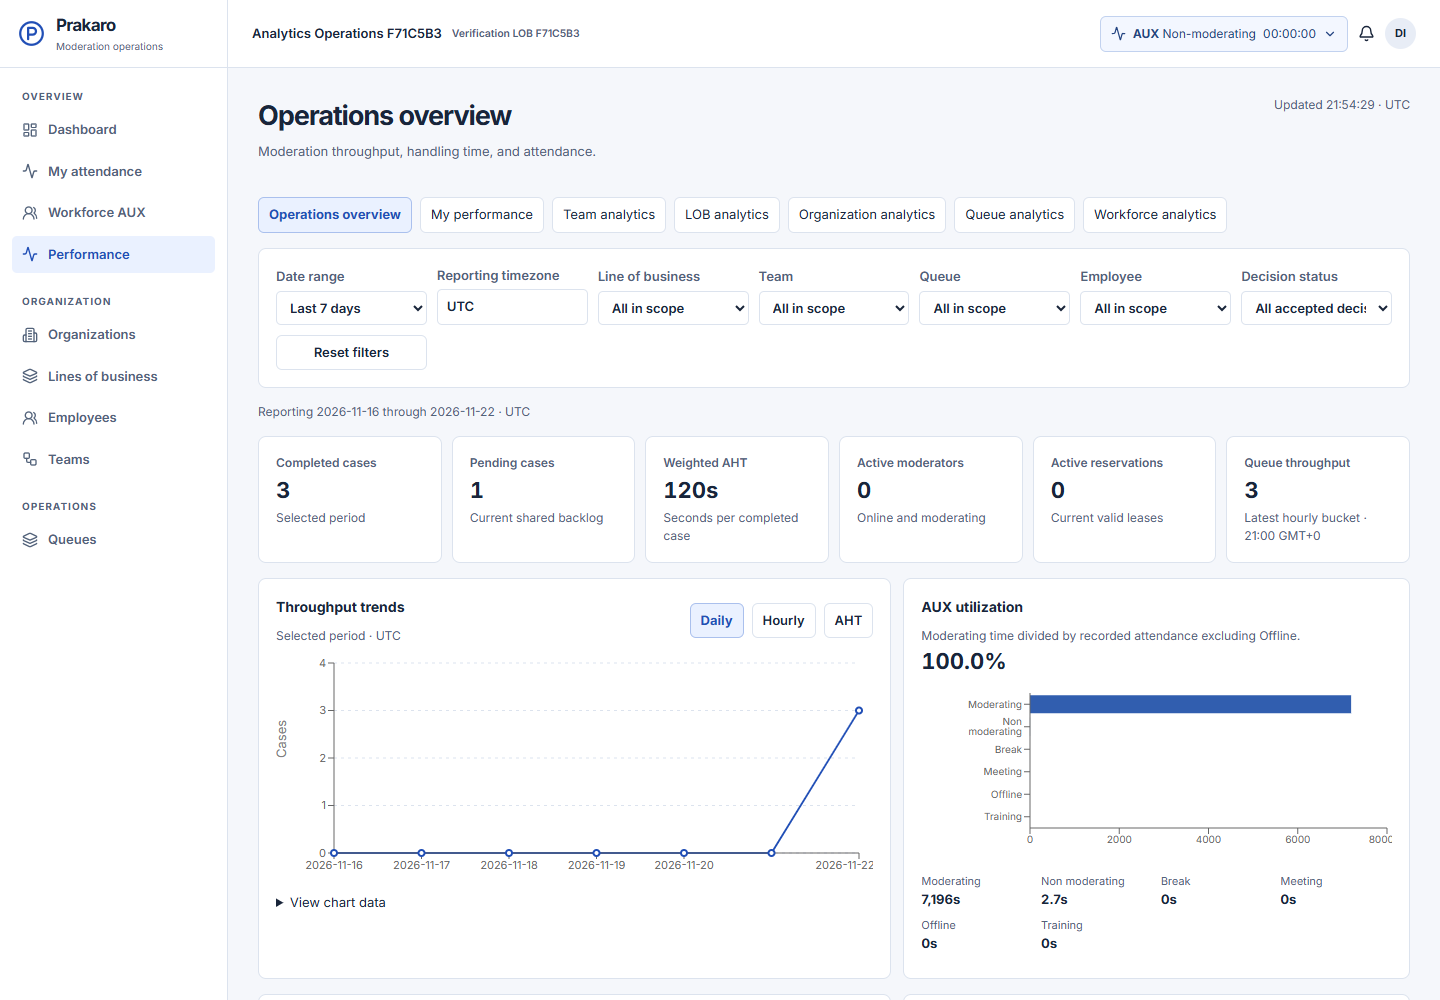 Prakaro
Moderation operations
Analytics Operations F71C5B3 Verification LOB F71C5B3
AUX Non-moderating 00:00:00
DI
OVERVIEW
Dashboard
My attendance
Workforce AUX
Performance
ORGANIZATION
Organizations
Lines of business
Employees
Teams
OPERATIONS
Queues
Operations overview
Updated 21:54:29 · UTC
Moderation throughput, handling time, and attendance.
Operations overview My performance Team analytics LOB analytics Organization analytics Queue analytics Workforce analytics
Date range Reporting timezone Line of business Team Queue Employee Decision status
Last 7 days UTC All in scope All in scope All in scope All in scope All accepted decis
Reset filters
Reporting 2026-11-16 through 2026-11-22 · UTC
Completed cases
3
Selected period
Pending cases
1
Current shared backlog
Weighted AHT
120s
Seconds per completed
case
Active moderators
0
Online and moderating
Active reservations
0
Current valid leases
Queue throughput
3
Latest hourly bucket ·
21:00 GMT+0
Throughput trends
Selected period · UTC
Daily Hourly AHT
Cases
4
3
2
1
0
2026-11-16 2026-11-17 2026-11-18 2026-11-19 2026-11-20 2026-11-22
View chart data
AUX utilization
Moderating time divided by recorded attendance excluding Offline.
100.0%
Moderating
Non
moderating
Break
Meeting
Offline
Training
0 2000 4000 6000 8000
Moderating Non moderating Break Meeting
7,196s 2.7s 0s 0s
Offline Training
0s 0s